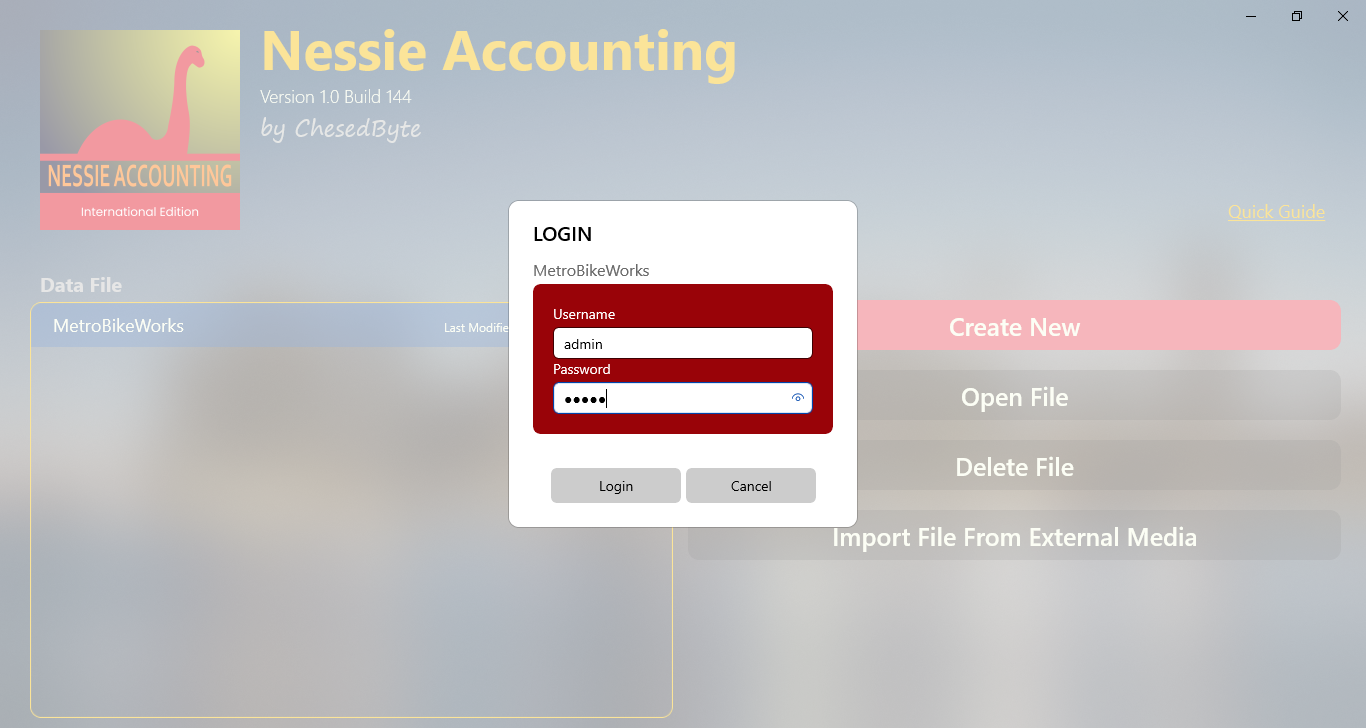 Nessie Accounting
Version 1.0 Build 144
by ChesedByte
NESSIE ACCOUNTING
International Edition
Quick Guide
Data File
MetroBikeWorks
Last Modifie
LOGIN
MetroBikeWorks
Username
admin
Password
●●●●●
Login
Cancel
Create New
Open File
Delete File
Import File From External Media